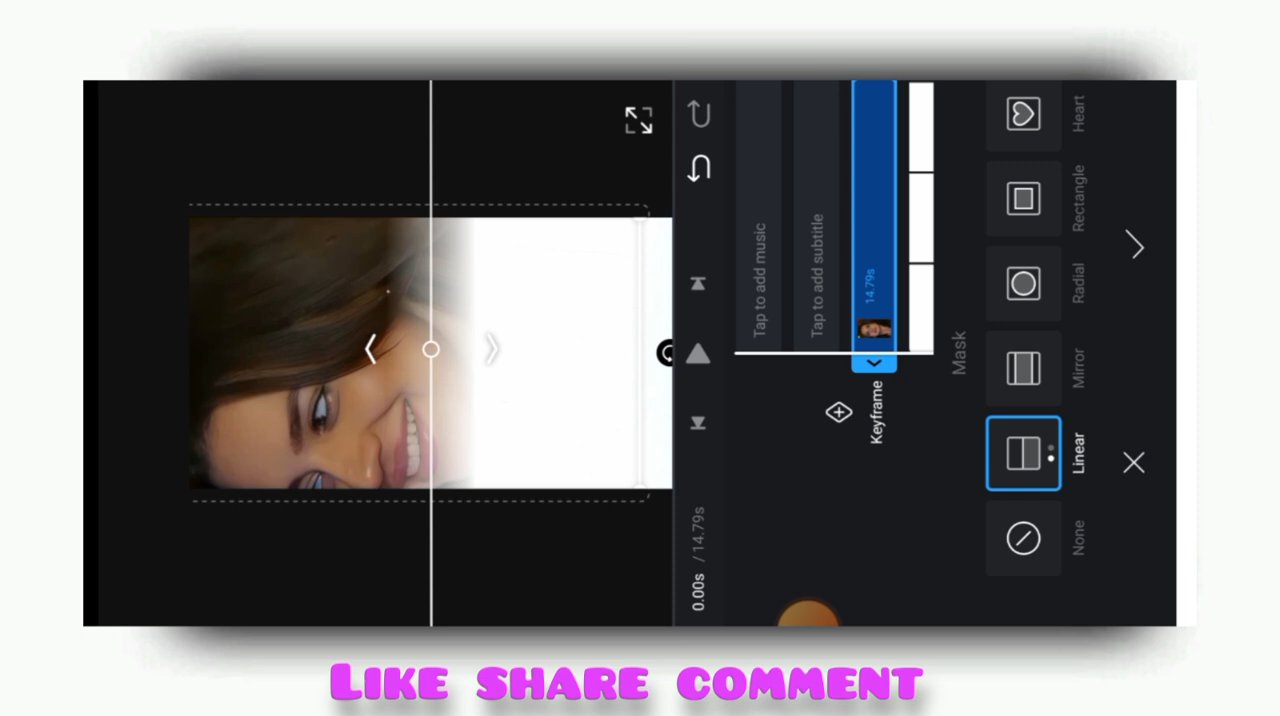 Tap to add music
Tap to add subtitle
14.79s
Keyframe
0.00s / 14.79s
Mask
None
Linear
Mirror
Radial
Rectangle
Heart
LIKE SHARE COMMENT